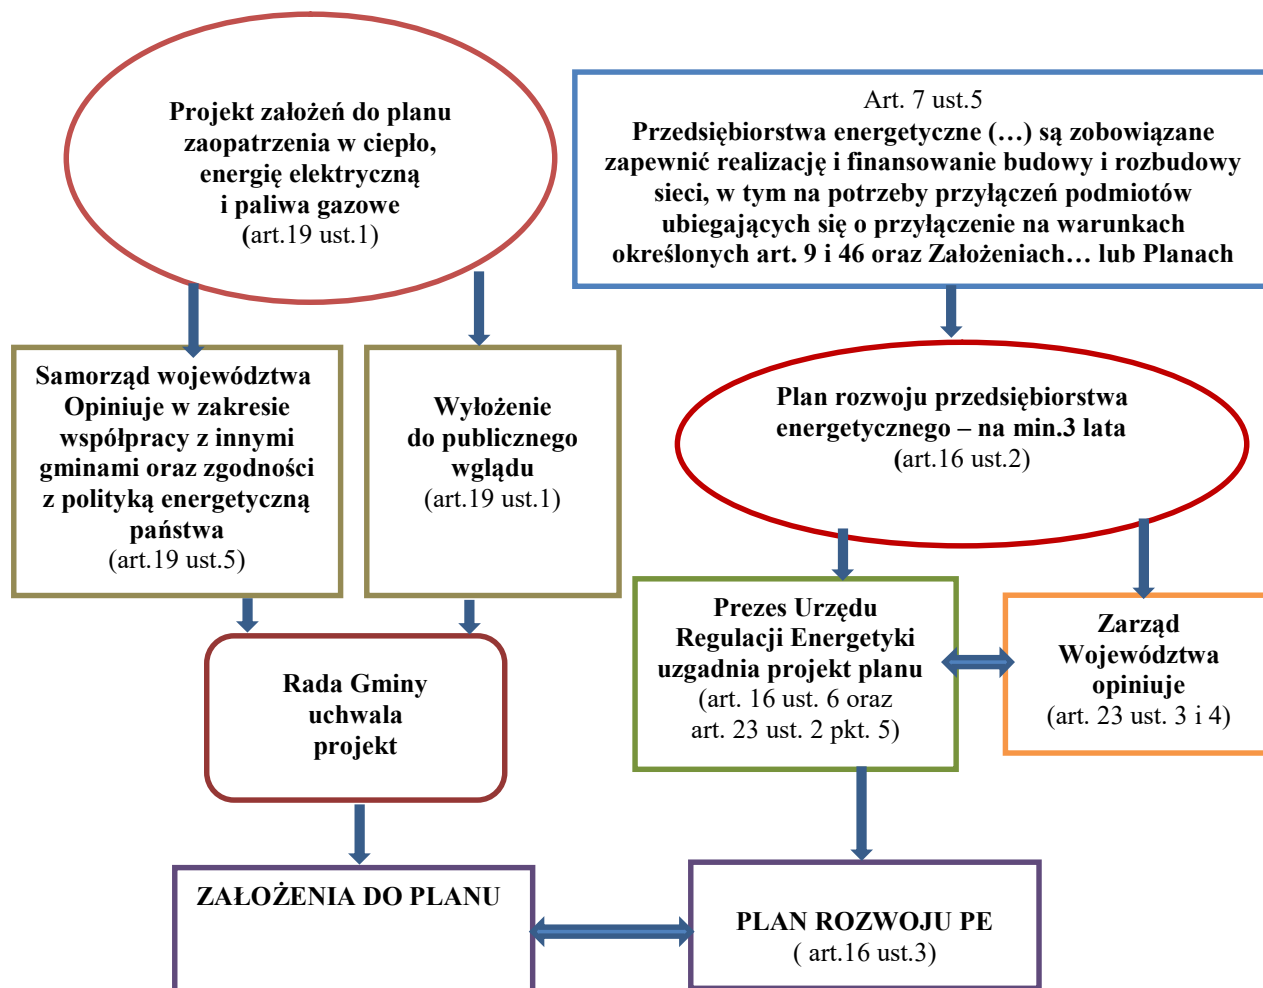 Projekt założeń do planu
zaopatrzenia w ciepło,
energię elektryczną
i paliwa gazowe
(art.19 ust.1)
Art. 7 ust.5
Przedsiębiorstwa energetyczne (…) są zobowiązane
zapewnić realizację i finansowanie budowy i rozbudowy
sieci, w tym na potrzeby przyłączeń podmiotów
ubiegających się o przyłączenie na warunkach
określonych art. 9 i 46 oraz Założeniach… lub Planach
Samorząd województwa
Opiniuje w zakresie
współpracy z innymi
gminami oraz zgodności
z polityką energetyczną
państwa
(art.19 ust.5)
Wyłożenie
do publicznego
wglądu
(art.19 ust.1)
Plan rozwoju przedsiębiorstwa
energetycznego – na min.3 lata
(art.16 ust.2)
Prezes Urzędu
Regulacji Energetyki
uzgadnia projekt planu
(art. 16 ust. 6 oraz
art. 23 ust. 2 pkt. 5)
Zarząd
Województwa
opiniuje
(art. 23 ust. 3 i 4)
Rada Gminy
uchwala
projekt
ZAŁOŻENIA DO PLANU
PLAN ROZWOJU PE
( art.16 ust.3)